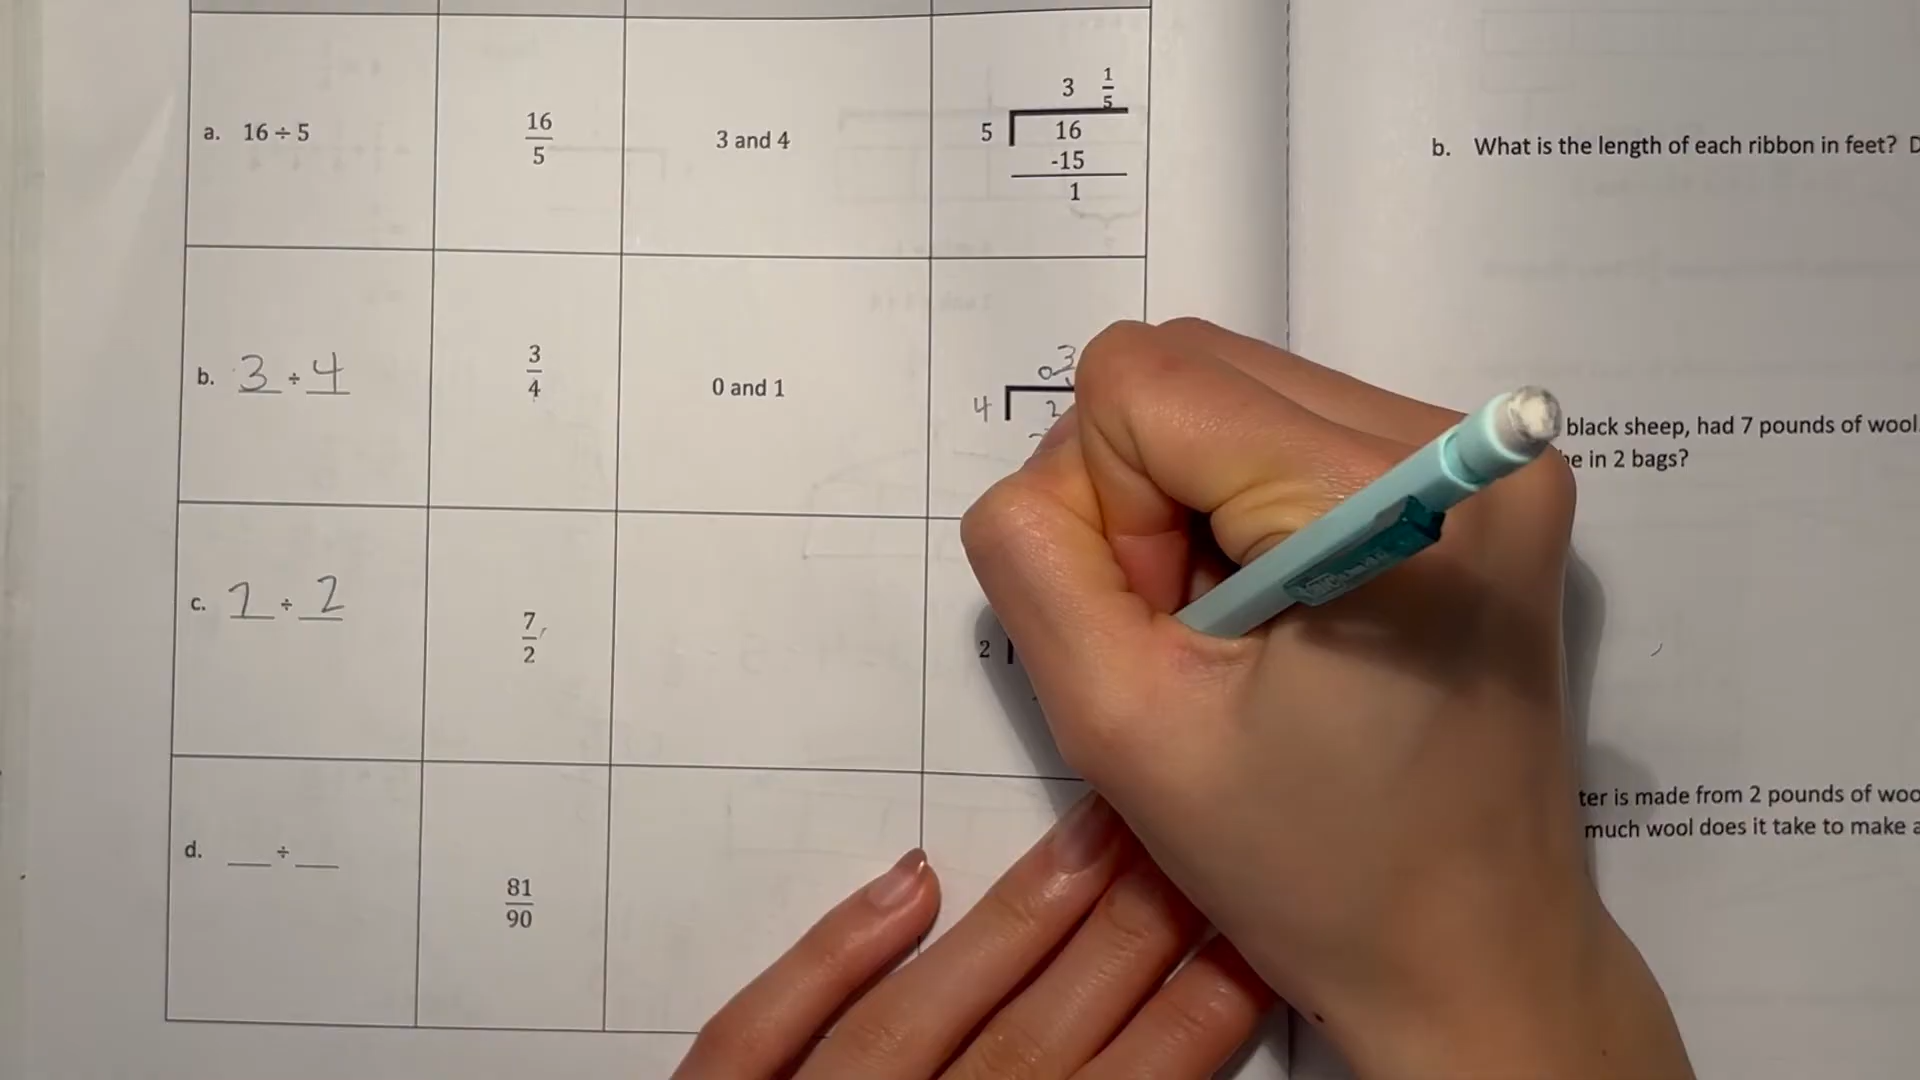 a. 16 ÷ 5
16
5
3 and 4
3 1/5
5 16
-15
1
b. 3 ÷ 4
3
4
0 and 1
03
4
c. 7 ÷ 2
7
2
2
d. __ ÷ __
81
90
b. What is the length of each ribbon in feet?
black sheep, had 7 pounds of wool.
in 2 bags?
is made from 2 pounds of
much wool does it take to make a